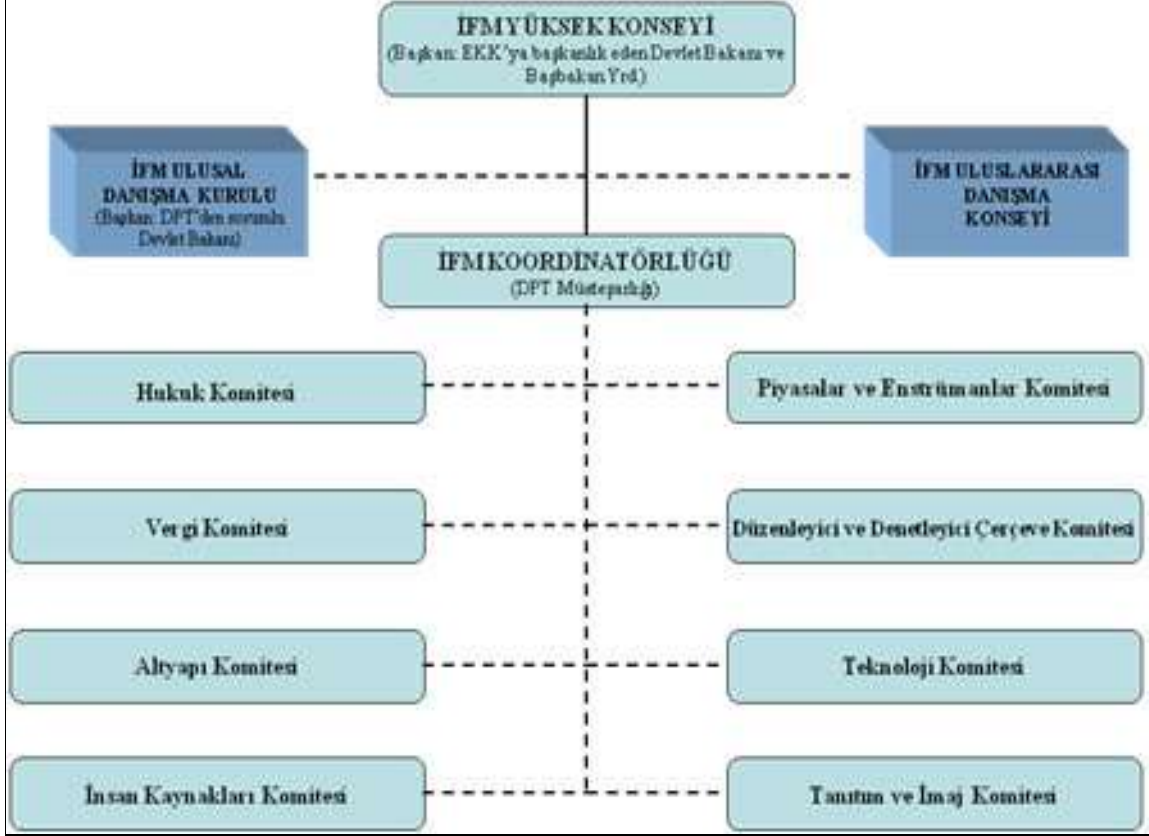 İFM YÜKSEK KONSEYİ
(Başkan: EKK'ya başkanlık eden Devlet Bakanı ve
Başbakan Yrd.)
İFM ULUSAL
DANIŞMA KURULU
(Başkan: DPT'den sorumlu
Devlet Bakanı)
İFM ULUSLARARASI
DANIŞMA
KONSEYİ
İFM KOORDİNATÖRLÜĞÜ
(DPT Müsteşarlığı)
Hukuk Komitesi
Piyasalar ve Enstrümanlar Komitesi
Vergi Komitesi
Düzenleyici ve Denetleyici Çerçeve Komitesi
Altyapı Komitesi
Teknoloji Komitesi
İnsan Kaynakları Komitesi
Tanıtım ve İmaj Komitesi